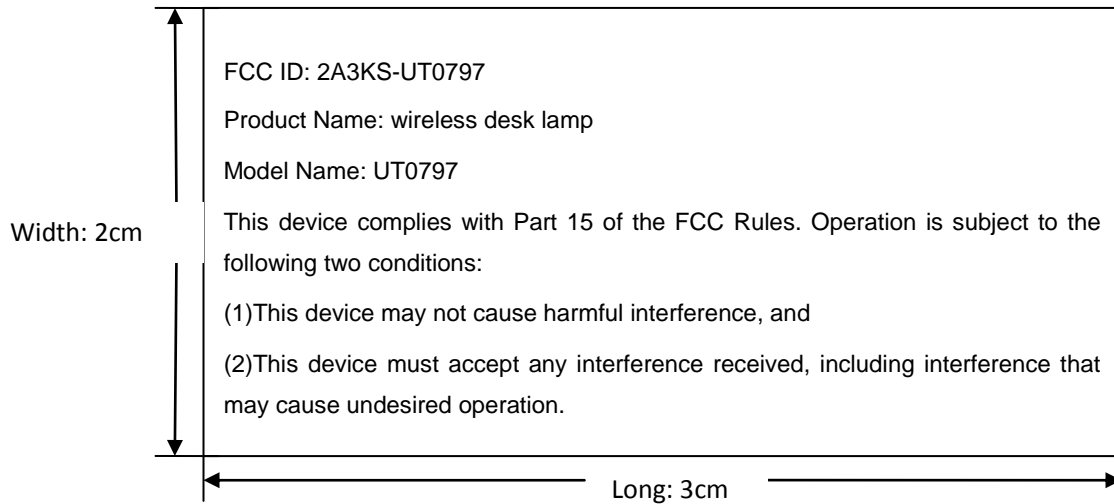 FCC ID: 2A3KS-UT0797
Product Name: wireless desk lamp
Model Name: UT0797
Width: 2cm
This device complies with Part 15 of the FCC Rules. Operation is subject to the
following two conditions:
(1)This device may not cause harmful interference, and
(2)This device must accept any interference received, including interference that
may cause undesired operation.
Long: 3cm